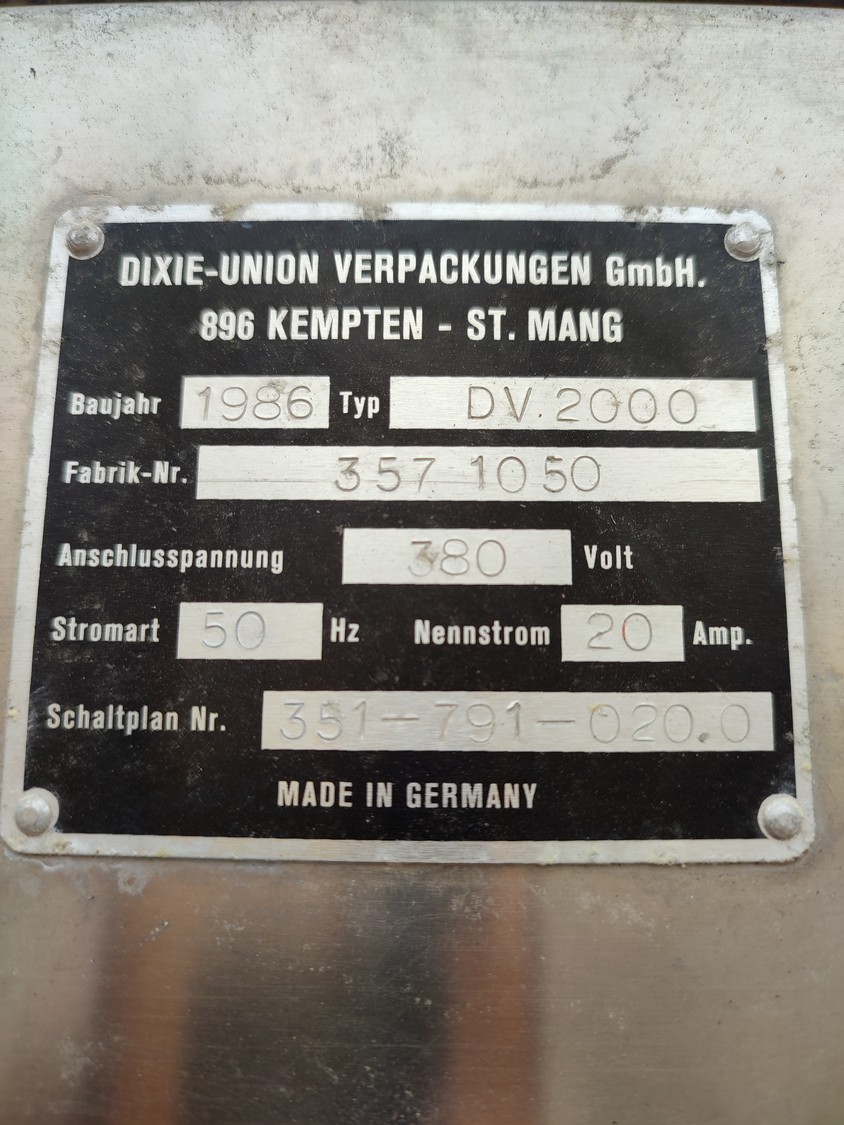 DIXIE-UNION VERPACKUNGEN GmbH.
896 KEMPTEN - ST. MANG
Baujahr 1986 Typ DV. 2000
Fabrik-Nr. 357 1050
Anschlusspannung 380 Volt
Stromart 50 Hz Nennstrom 20 Amp.
Schaltplan Nr. 351-791-020.0
MADE IN GERMANY